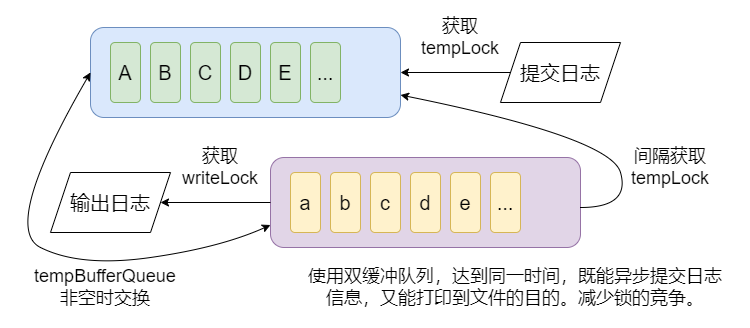 获取
tempLock
A B C D E ...
提交日志
获取
writeLock
间隔获取
tempLock
输出日志
a b c d e ...
tempBufferQueue
非空时交换
使用双缓冲队列，达到同一时间，既能异步提交日志
信息，又能打印到文件的目的。减少锁的竞争。